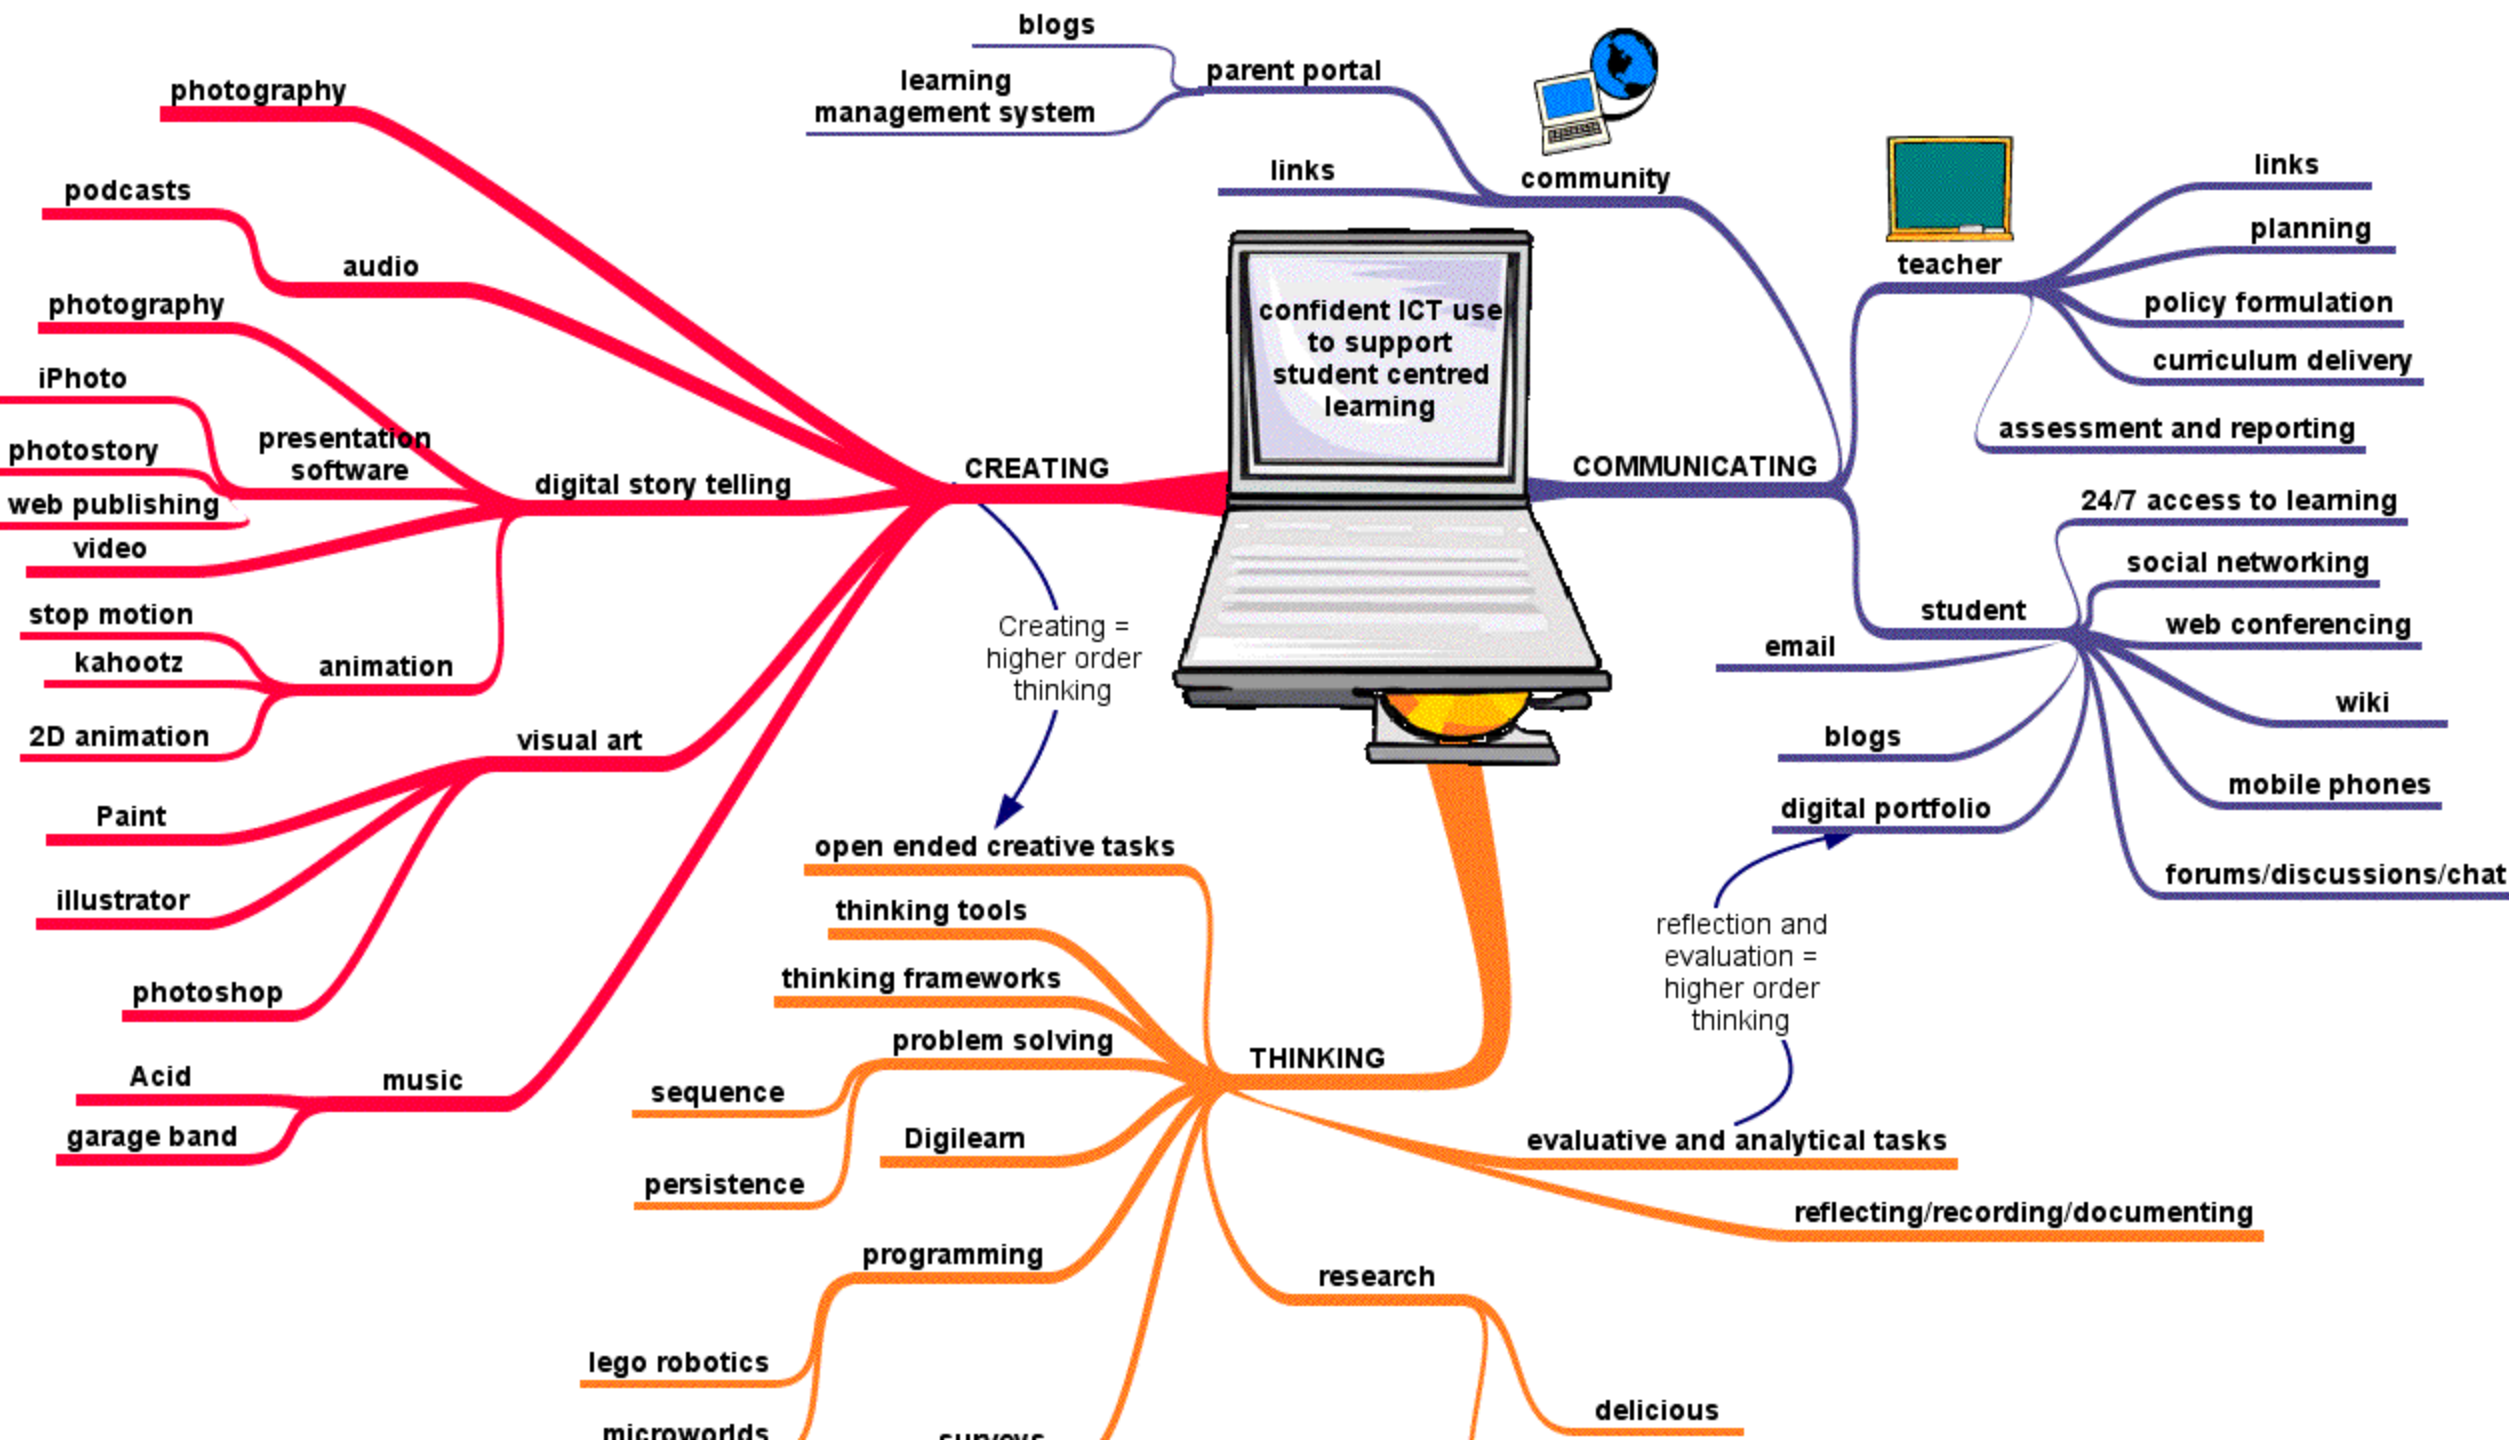 blogs
learning
management system
parent portal
links
community
photography
podcasts
audio
photography
iPhoto
photostory
presentation
software
web publishing
video
digital story telling
stop motion
kahootz
2D animation
animation
visual art
Paint
illustrator
photoshop
Acid
garage band
music
CREATING
confident ICT use
to support
student centred
learning
COMMUNICATING
teacher
links
planning
policy formulation
curriculum delivery
assessment and reporting
24/7 access to learning
social networking
student
web conferencing
email
wiki
blogs
mobile phones
digital portfolio
forums/discussions/chat
Creating =
higher order
thinking
reflection and
evaluation =
higher order
thinking
open ended creative tasks
thinking tools
thinking frameworks
problem solving
THINKING
sequence
Digilearn
persistence
evaluative and analytical tasks
reflecting/recording/documenting
programming
research
lego robotics
microworlds
surveys
delicious